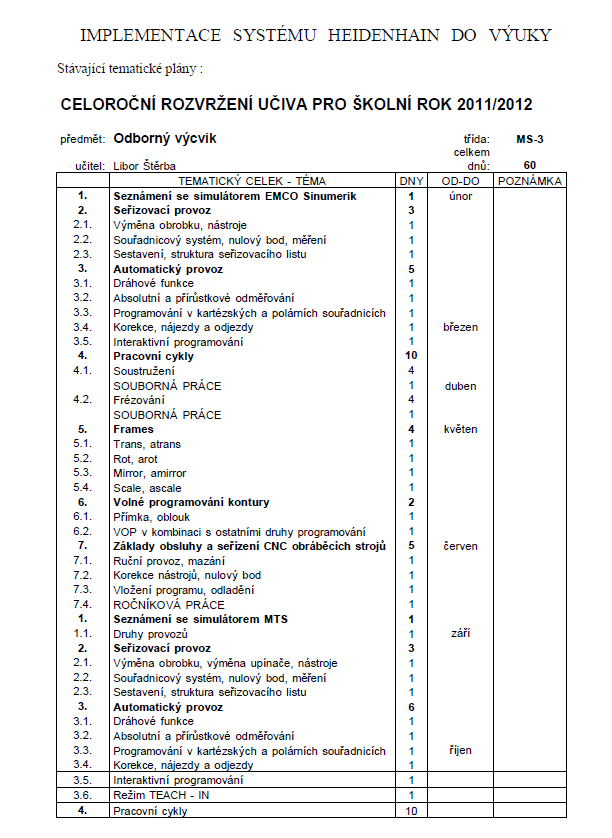 IMPLEMENTACE SYSTÉMU HEIDENHAIN DO VÝUKY
Stávající tematické plány :
CELOROČNÍ ROZVRŽENÍ UČIVA PRO ŠKOLNÍ ROK 2011/2012
předmět: Odborný výcvik třída: MS-3
celkem
učitel: Libor Štěrba dnů: 60
TEMATICKÝ CELEK - TÉMA DNY OD-DO POZNÁMKA
1. Seznámení se simulátorem EMCO Sinumerik 1 únor
2. Seřizovací provoz 3
2.1. Výměna obrobku, nástroje 1
2.2. Souřadnicový systém, nulový bod, měření 1
2.3. Sestavení, struktura seřizovacího listu 1
3. Automatický provoz 5
3.1. Dráhové funkce 1
3.2. Absolutní a přírůstkové odměřování 1
3.3. Programování v kartézských a polárních souřadnicích 1
3.4. Korekce, nájezdy a odjezdy 1 březen
3.5. Interaktivní programování 1
4. Pracovní cykly 10
4.1. Soustružení 4
SOUBORNÁ PRÁCE 1 duben
4.2. Frézování 4
SOUBORNÁ PRÁCE 1
5. Frames 4 květen
5.1. Trans, atrans 1
5.2. Rot, arot 1
5.3. Mirror, amirror 1
5.4. Scale, ascale 1
6. Volné programování kontury 2
6.1. Přímka, oblouk 1
6.2. VOP v kombinaci s ostatními druhy programování 1
7. Základy obsluhy a seřízení CNC obráběcích strojů 5 červen
7.1. Ruční provoz, mazání 1
7.2. Korekce nástrojů, nulový bod 1
7.3. Vložení programu, odladění 1
7.4. ROČNÍKOVÁ PRÁCE 1
1. Seznámení se simulátorem MTS 1
1.1. Druhy provozů 1 září
2. Seřizovací provoz 3
2.1. Výměna obrobku, výměna upínače, nástroje 1
2.2. Souřadnicový systém, nulový bod, měření 1
2.3. Sestavení, struktura seřizovacího listu 1
3. Automatický provoz 6
3.1. Dráhové funkce 1
3.2. Absolutní a přírůstkové odměřování 1
3.3. Programování v kartézských a polárních souřadnicích 1 říjen
3.4. Korekce, nájezdy a odjezdy 1
3.5. Interaktivní programování 1
3.6. Režim TEACH - IN 1
4. Pracovní cykly 10